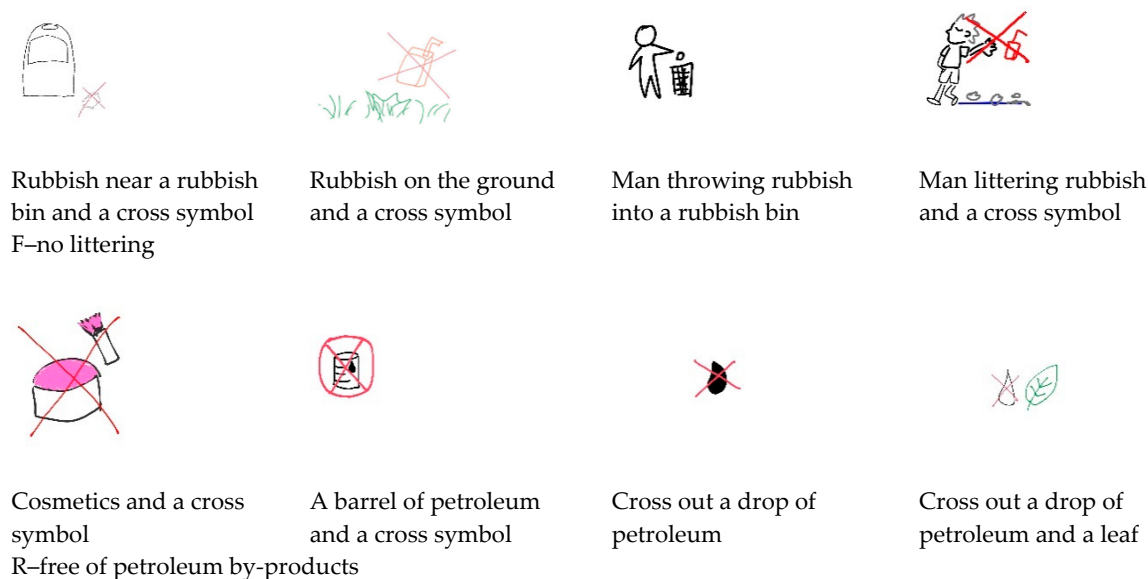 Rubbish near a rubbish
bin and a cross symbol
Rubbish on the ground
and a cross symbol
Man throwing rubbish
into a rubbish bin
Man littering rubbish
and a cross symbol
F–no littering
Cosmetics and a cross
symbol
A barrel of petroleum
and a cross symbol
Cross out a drop of
petroleum
Cross out a drop of
petroleum and a leaf
R–free of petroleum by-products